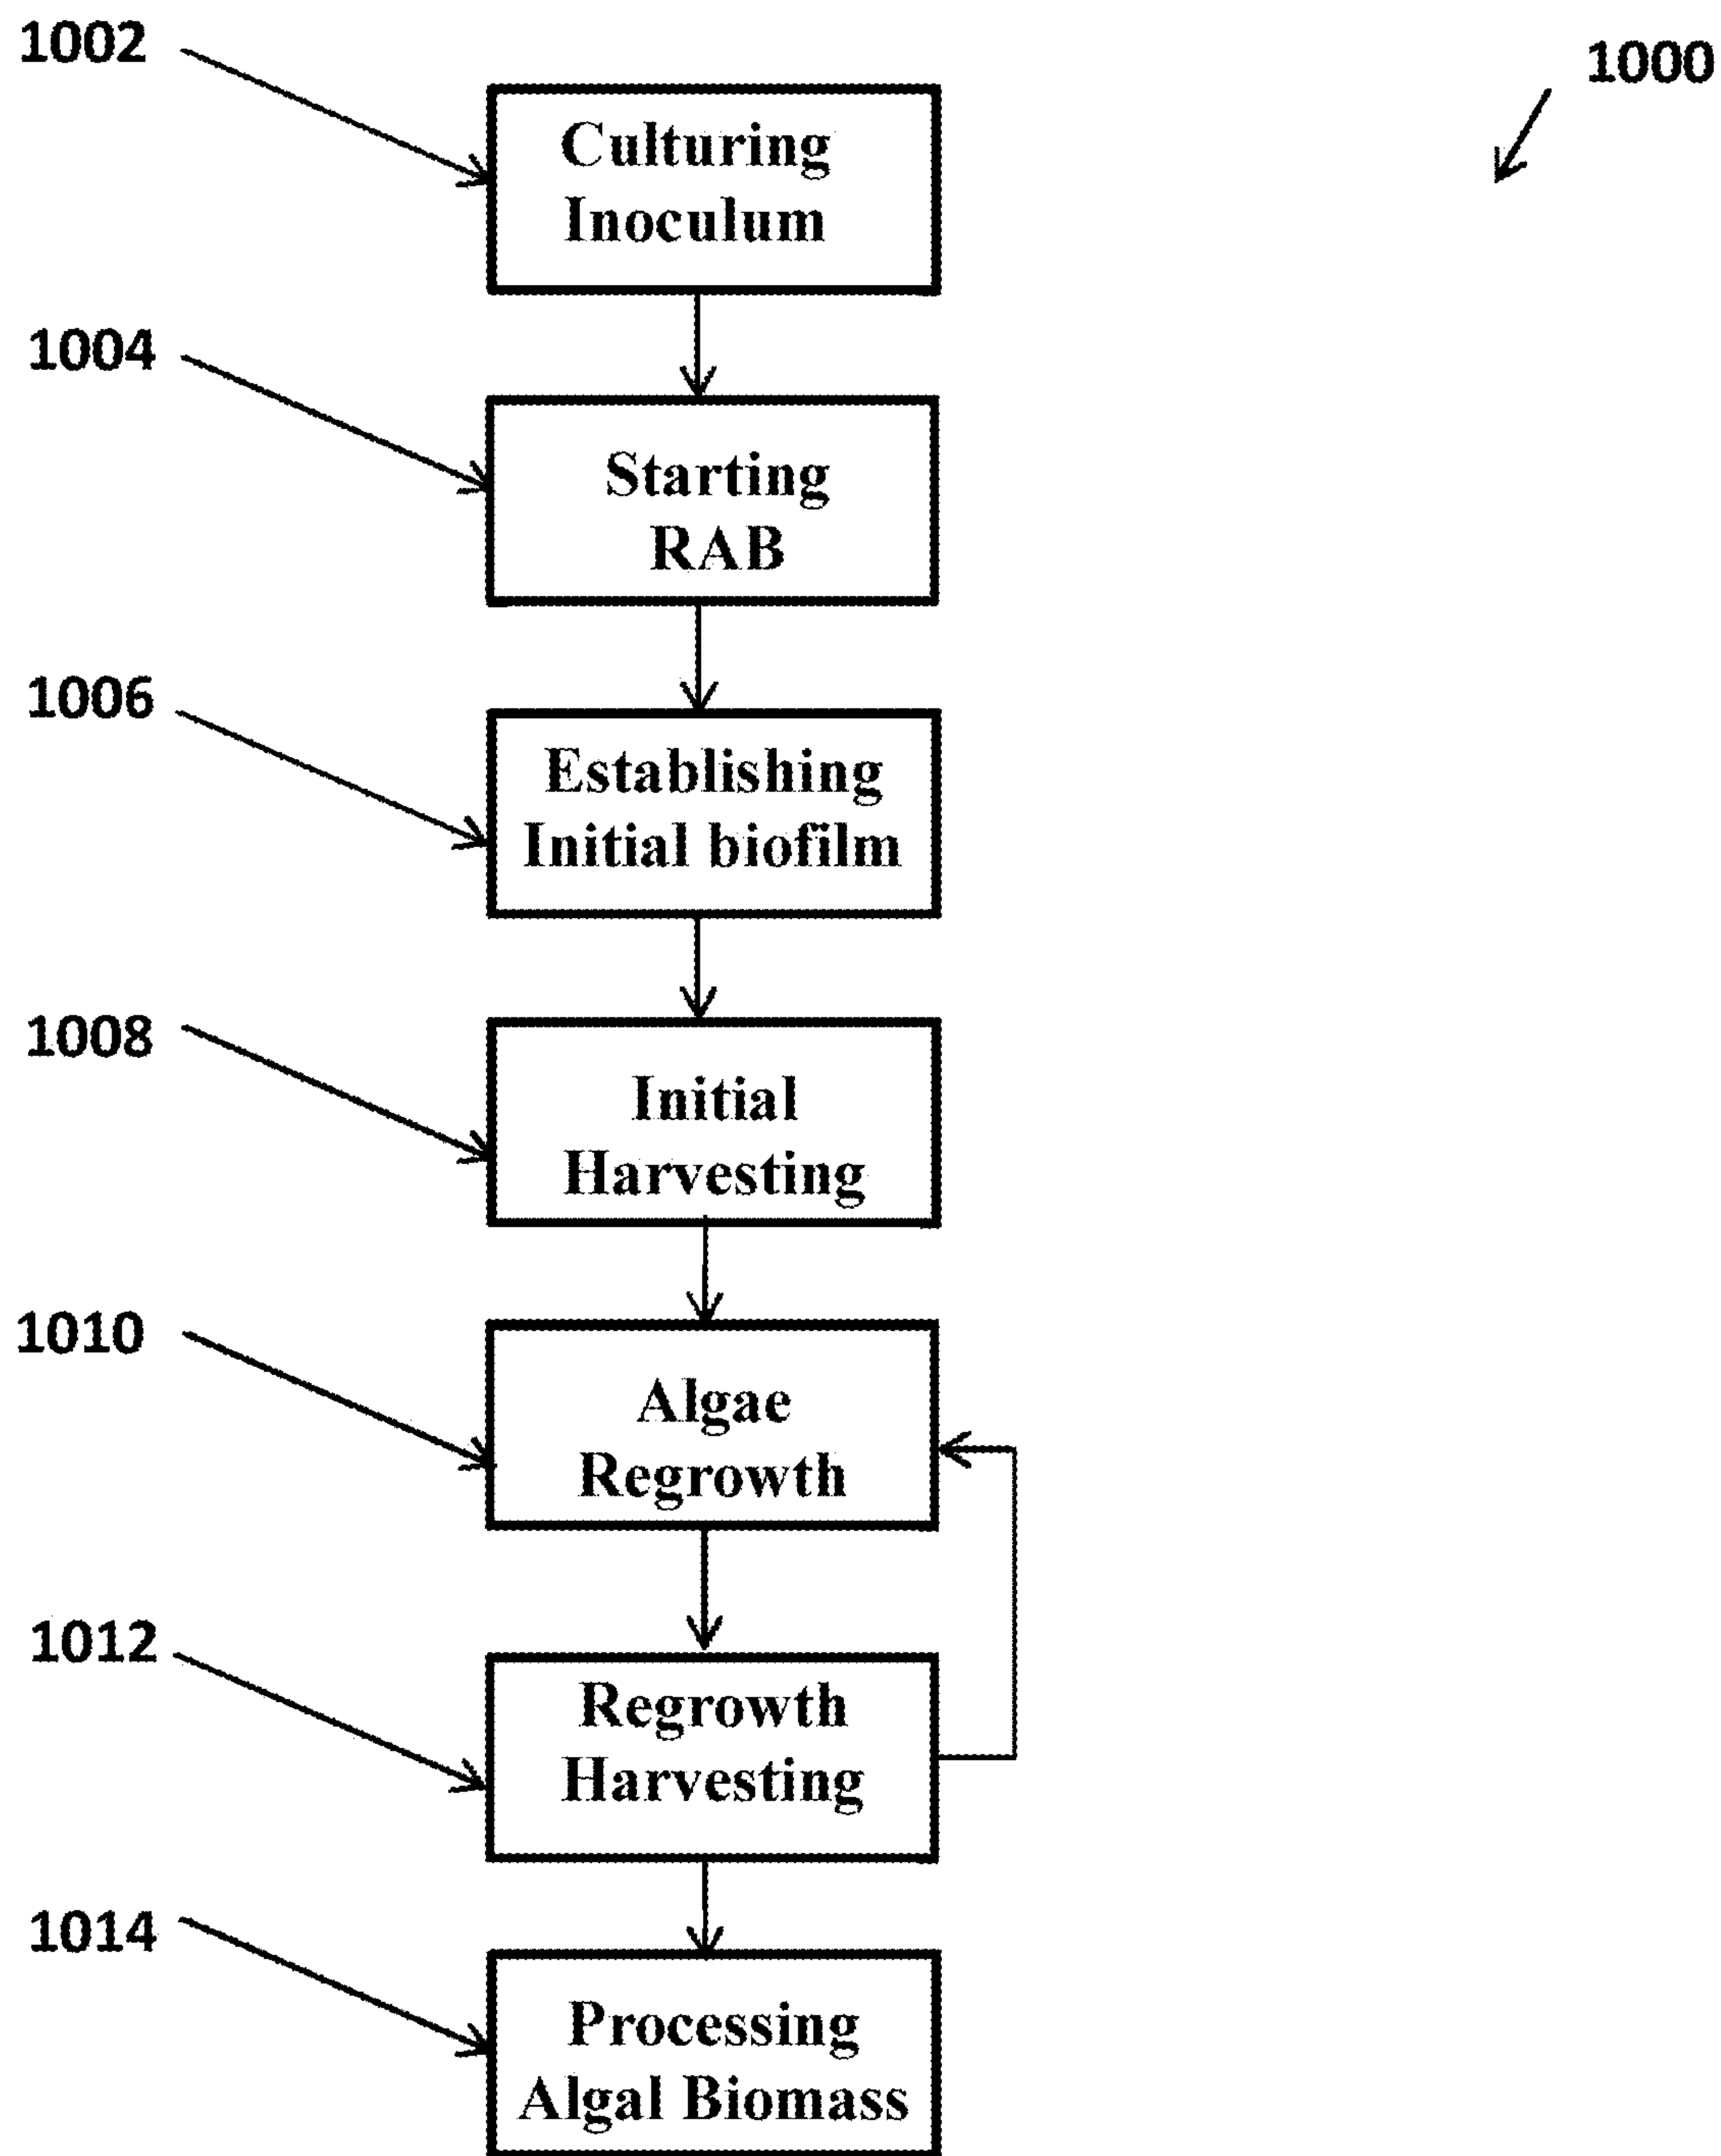 1002
1000
Culturing
Inoculum
1004
Starting
RAB
1006
Establishing
Initial biofilm
1008
Initial
Harvesting
1010
Algae
Regrowth
1012
Regrowth
Harvesting
1014
Processing
Algal Biomass